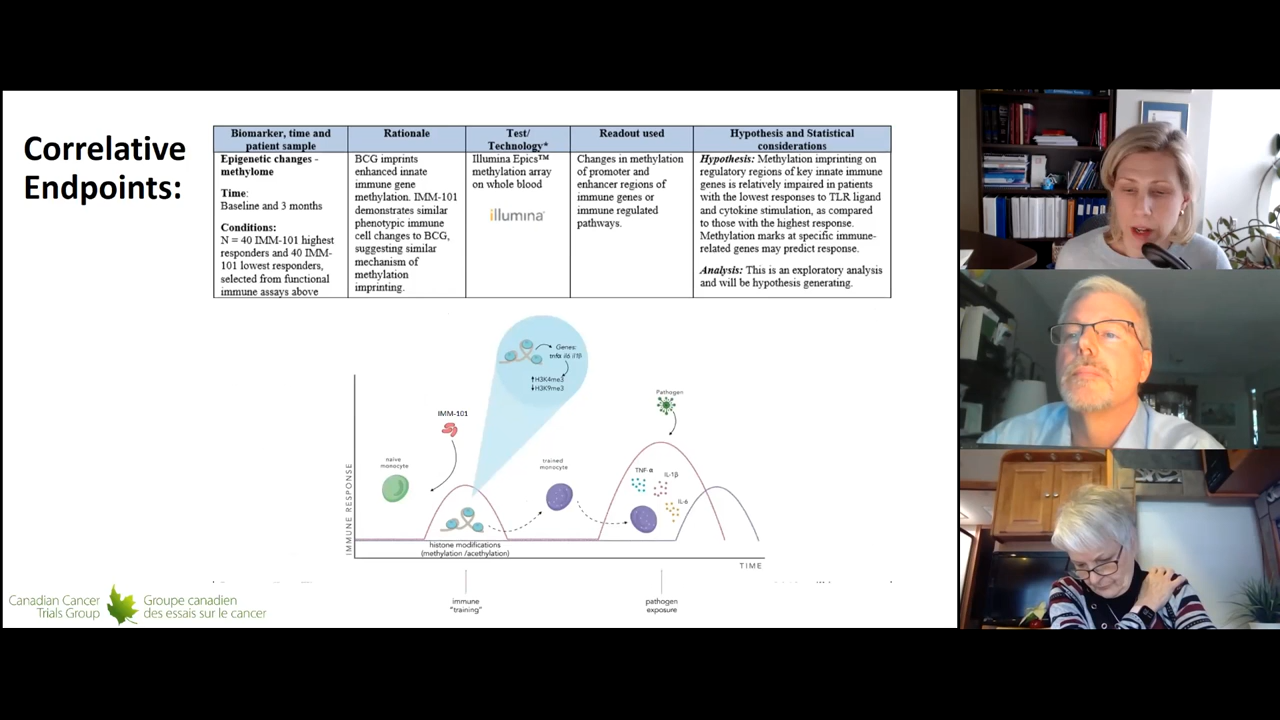 Correlative
Endpoints:
Biomarker, time and
patient sample
Rationale
Test/
Technology*
Readout used
Hypothesis and Statistical
considerations
Epigenetic changes -
methylome
Time:
Baseline and 3 months
Conditions:
N = 40 IMM-101 highest
responders and 40 IMM-
101 lowest responders,
selected from functional
immune assays above
BCG imprints
enhanced innate
immune gene
methylation. IMM-101
demonstrates similar
phenotypic immune
cell changes to BCG,
suggesting similar
mechanism of
methylation
imprinting.
Illumina Epics™
methylation array
on whole blood
illumina
Changes in methylation
of promoter and
enhancer regions of
immune genes or
immune regulated
pathways.
Hypothesis: Methylation imprinting on
regulatory regions of key innate immune
genes is relatively impaired in patients
with the lowest responses to TLR ligand
and cytokine stimulation, as compared
to those with the highest response.
Methylation marks at specific immune-
related genes may predict response.
Analysis: This is an exploratory analysis
and will be hypothesis generating.
Genes:
tnfα il6 il1β
↑H3K4me3
↓H3K9me3
IMM-101
Pathogen
naive
monocyte
trained
monocyte
TNF-α
IL-1β
IL-6
IMMUNE RESPONSE
histone modifications
(methylation /acethylation)
TIME
immune
"training"
pathogen
exposure
Canadian Cancer
Trials Group
Groupe canadien
des essais sur le cancer